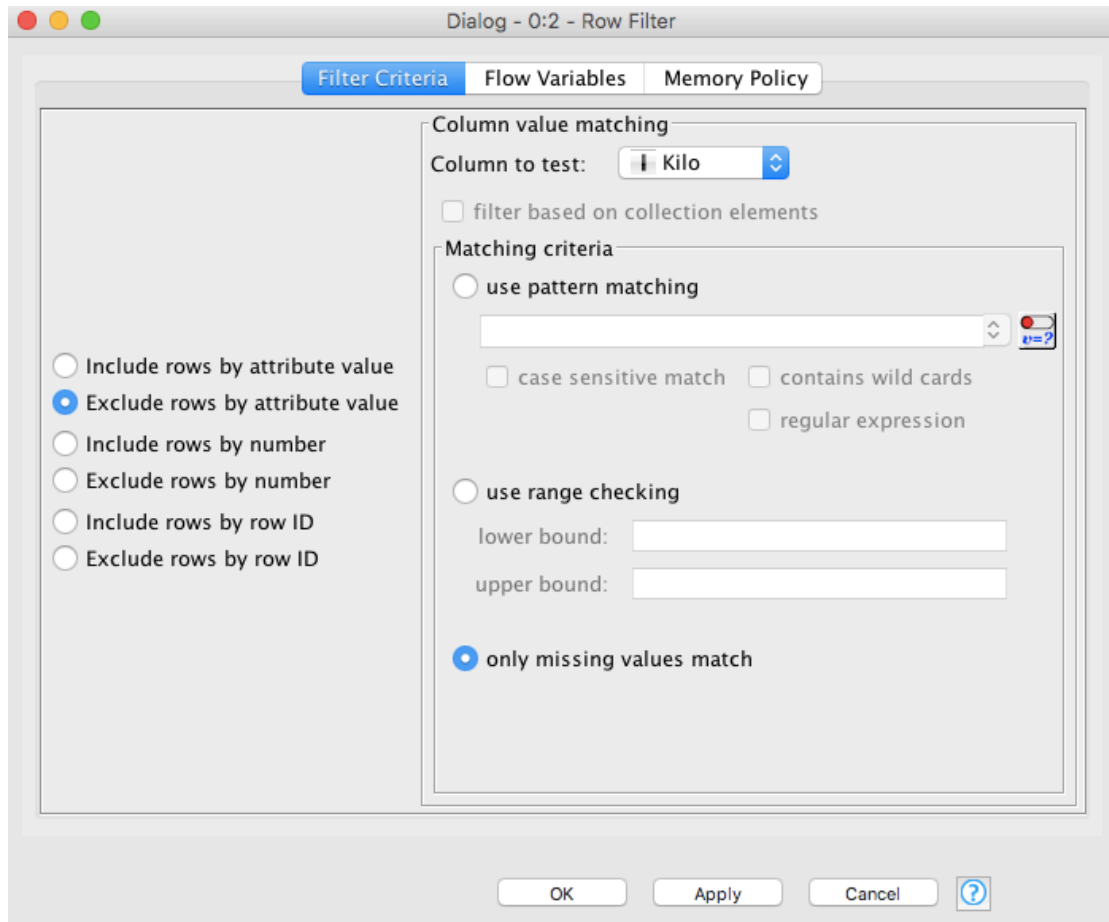 Dialog - 0:2 - Row Filter
Filter Criteria Flow Variables Memory Policy
Include rows by attribute value
Exclude rows by attribute value
Include rows by number
Exclude rows by number
Include rows by row ID
Exclude rows by row ID
Column value matching
Column to test: Kilo
filter based on collection elements
Matching criteria
use pattern matching
v=?
case sensitive match contains wild cards
regular expression
use range checking
lower bound:
upper bound:
only missing values match
OK Apply Cancel ?